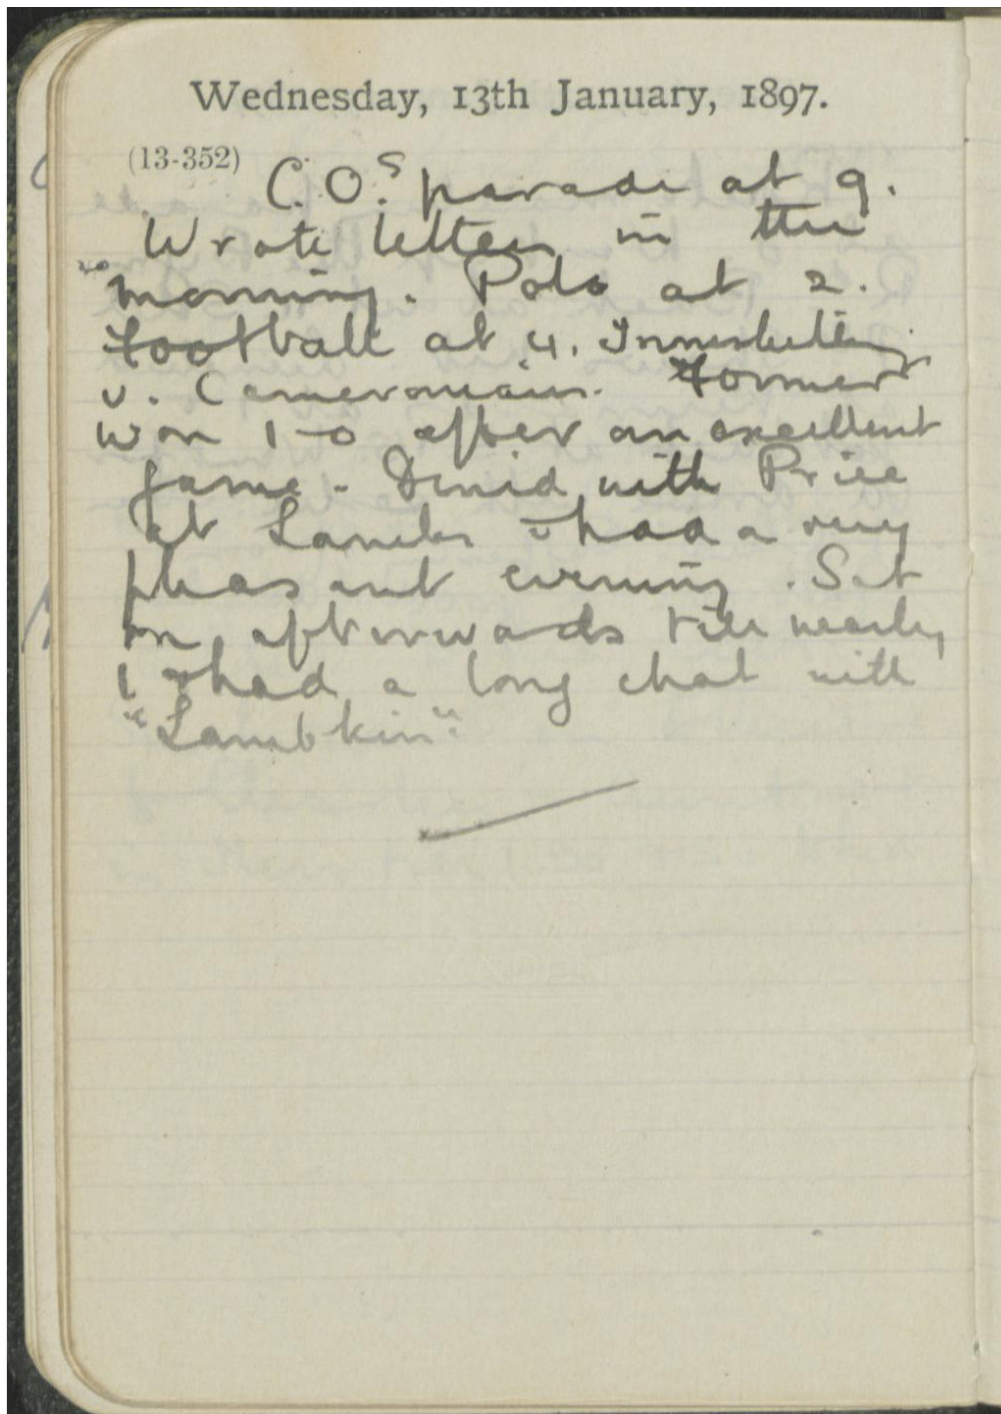 Wednesday, 13th January, 1897.
(13-352)
C.O.s parade at 9.
Wrote letters in the
morning. Polo at 2.
Football at 4. Inniskilling
v. Cameronians. Former
won 1-0 after an excellent
game. Dined with Price
at Lancers & had a very
pleasant evening. Sat
on afterwards till nearly
1 & had a long chat with
"Lambkin".